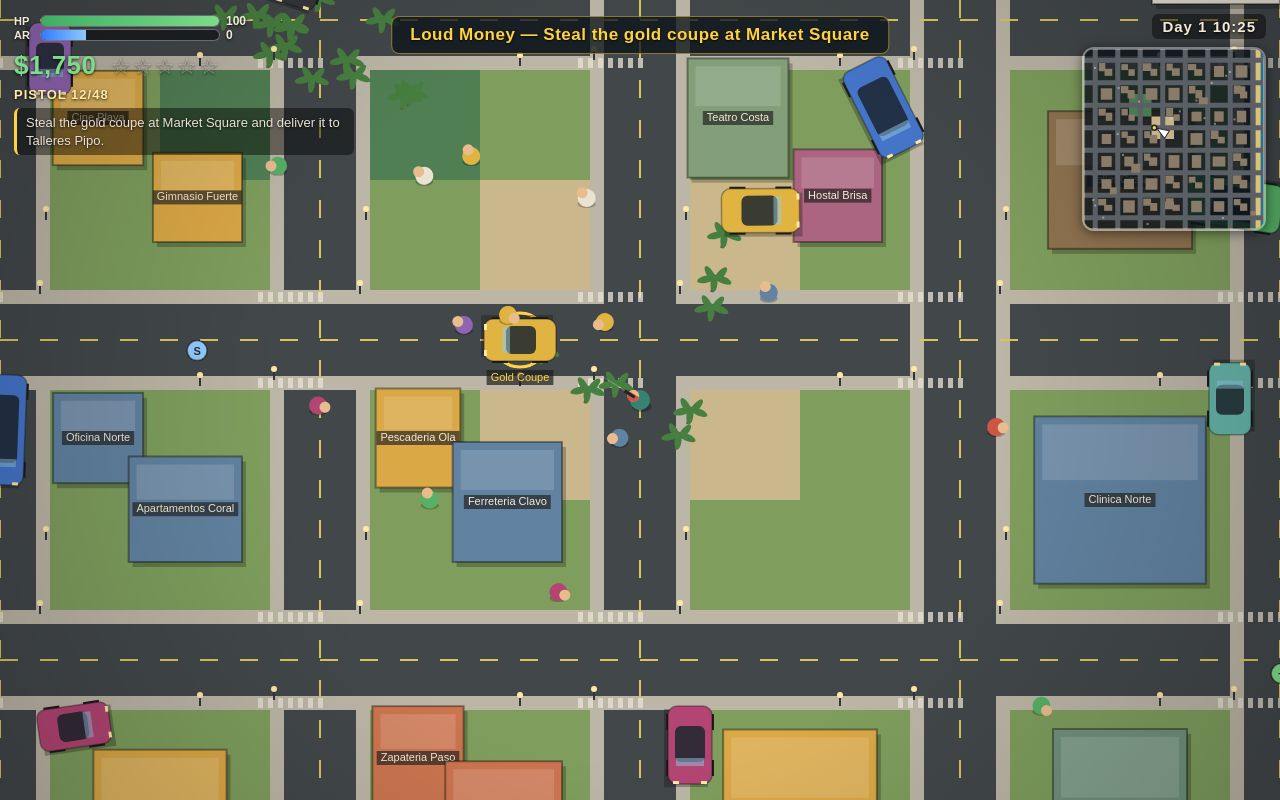 HP 100
AR 0
Loud Money — Steal the gold coupe at Market Square
Day 1 10:25
$1,750
PISTOL 12/48
Cine Playa
Steal the gold coupe at Market Square and deliver it to
Talleres Pipo.
Teatro Costa
Gimnasio Fuerte
Hostal Brisa
S
Gold Coupe
Oficina Norte
Pescaderia Ola
Apartamentos Coral
Ferreteria Clavo
Clinica Norte
Zapateria Paso